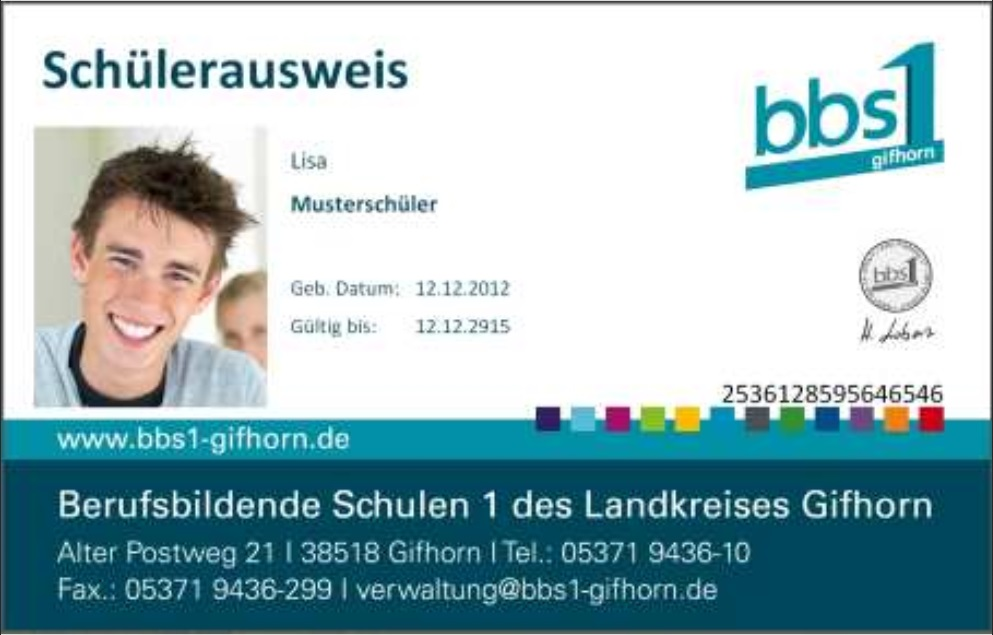 Schülerausweis
bbs1
gifhorn
Lisa
Musterschüler
Geb. Datum: 12.12.2012
Gültig bis: 12.12.2915
bbs1
2536128595646546
www.bbs1-gifhorn.de
Berufsbildende Schulen 1 des Landkreises Gifhorn
Alter Postweg 21 | 38518 Gifhorn | Tel.: 05371 9436-10
Fax.: 05371 9436-299 | verwaltung@bbs1-gifhorn.de